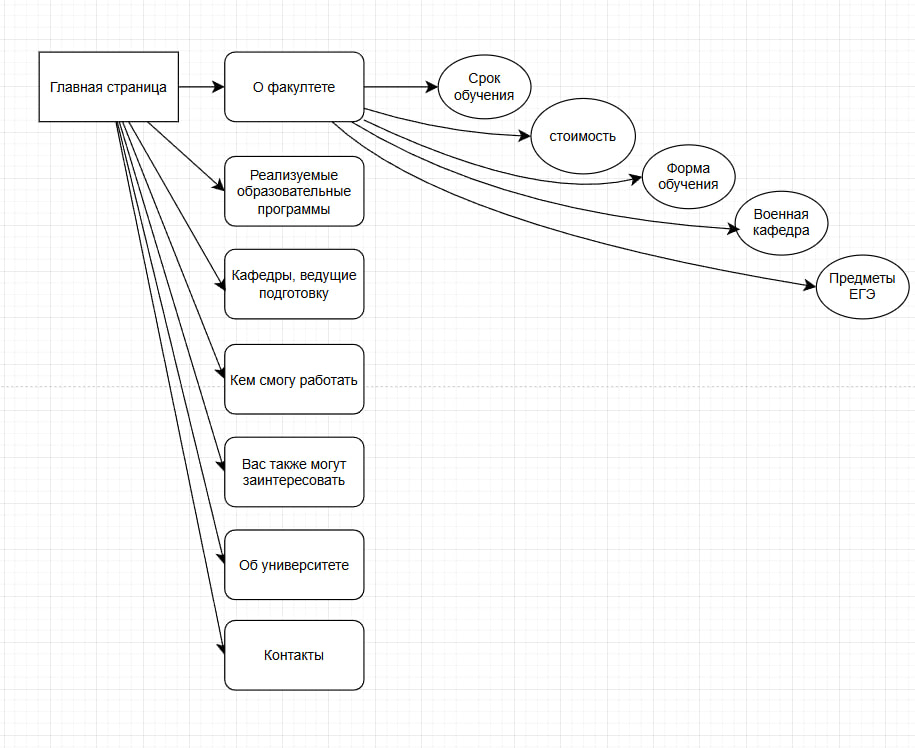 Главная страница
О факултете
Срок
обучения
стоимость
Форма
обучения
Военная
кафедра
Предметы
ЕГЭ
Реализуемые
образовательные
программы
Кафедры, ведущие
подготовку
Кем смогу работать
Вас также могут
заинтересовать
Об университете
Контакты